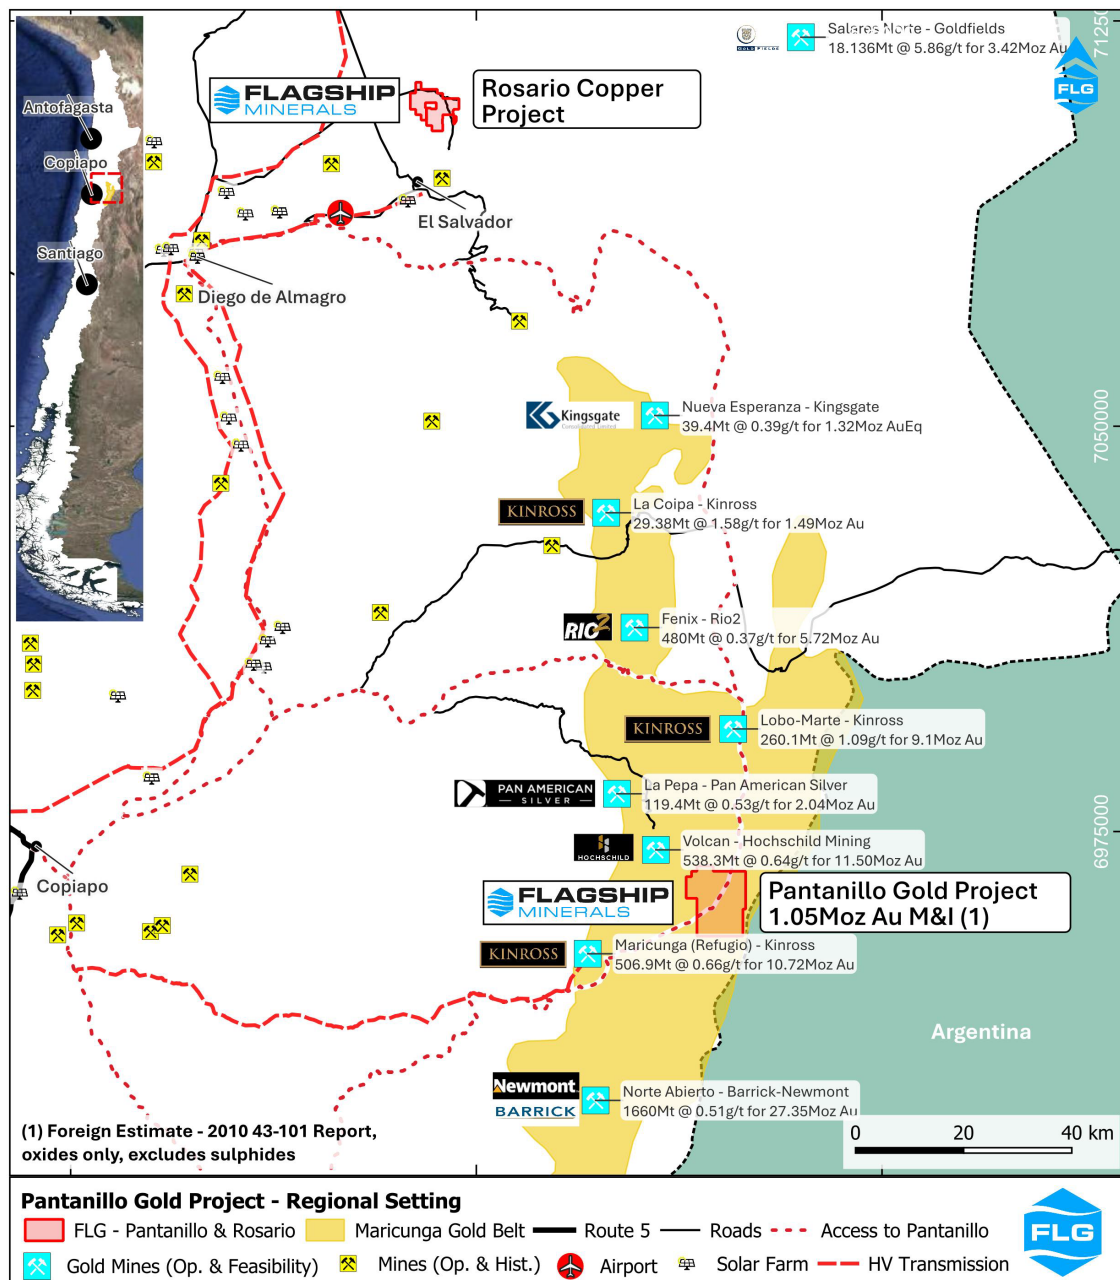 Salares Norte - Goldfields
18.136Mt @ 5.86g/t for 3.42Moz Au
GOLD FIELDS
FLG
71250
FLAGSHIP
MINERALS
Rosario Copper
Project
Antofagasta
Copiapo
Santiago
El Salvador
Diego de Almagro
Kingsgate
Consolidated Limited
Nueva Esperanza - Kingsgate
39.4Mt @ 0.39g/t for 1.32Moz AuEq
7050000
KINROSS
La Coipa - Kinross
29.38Mt @ 1.58g/t for 1.49Moz Au
RIO2
Fenix - Rio2
480Mt @ 0.37g/t for 5.72Moz Au
KINROSS
Lobo-Marte - Kinross
260.1Mt @ 1.09g/t for 9.1Moz Au
PAN AMERICAN
SILVER
La Pepa - Pan American Silver
119.4Mt @ 0.53g/t for 2.04Moz Au
HOCHSCHILD
Volcan - Hochschild Mining
538.3Mt @ 0.64g/t for 11.50Moz Au
6975000
Copiapo
FLAGSHIP
MINERALS
Pantanillo Gold Project
1.05Moz Au M&I (1)
KINROSS
Maricunga (Refugio) - Kinross
506.9Mt @ 0.66g/t for 10.72Moz Au
Argentina
Newmont
BARRICK
Norte Abierto - Barrick-Newmont
1660Mt @ 0.51g/t for 27.35Moz Au
(1) Foreign Estimate - 2010 43-101 Report,
oxides only, excludes sulphides
0 20 40 km
Pantanillo Gold Project - Regional Setting
FLG - Pantanillo & Rosario
Maricunga Gold Belt
Route 5
Roads
Access to Pantanillo
Gold Mines (Op. & Feasibility)
Mines (Op. & Hist.)
Airport
Solar Farm
HV Transmission
FLG